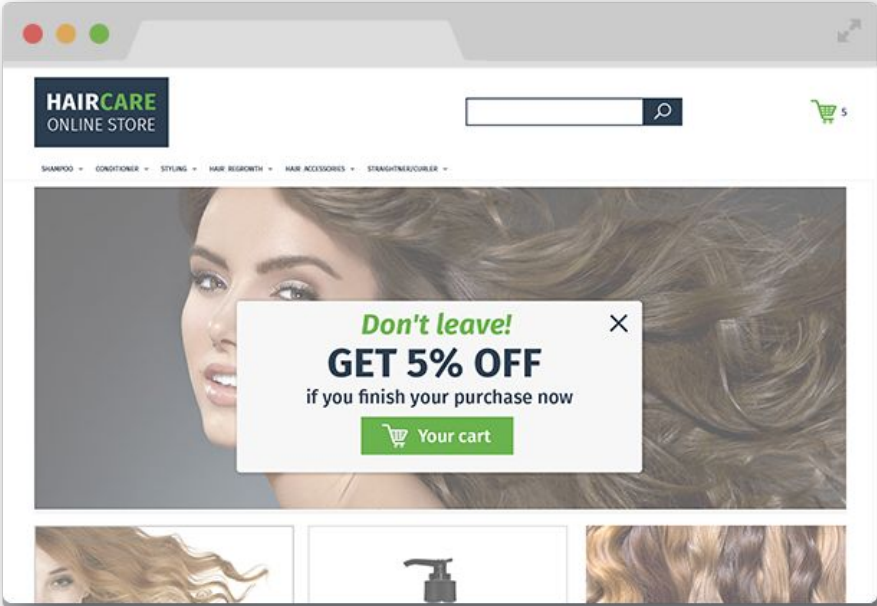 HAIRCARE
ONLINE STORE
5
SHAMPOO CONDITIONER STYLING HAIR REGROWTH HAIR ACCESSORIES STRAIGHTNER/CURLER
Don't leave!
GET 5% OFF
if you finish your purchase now
Your cart